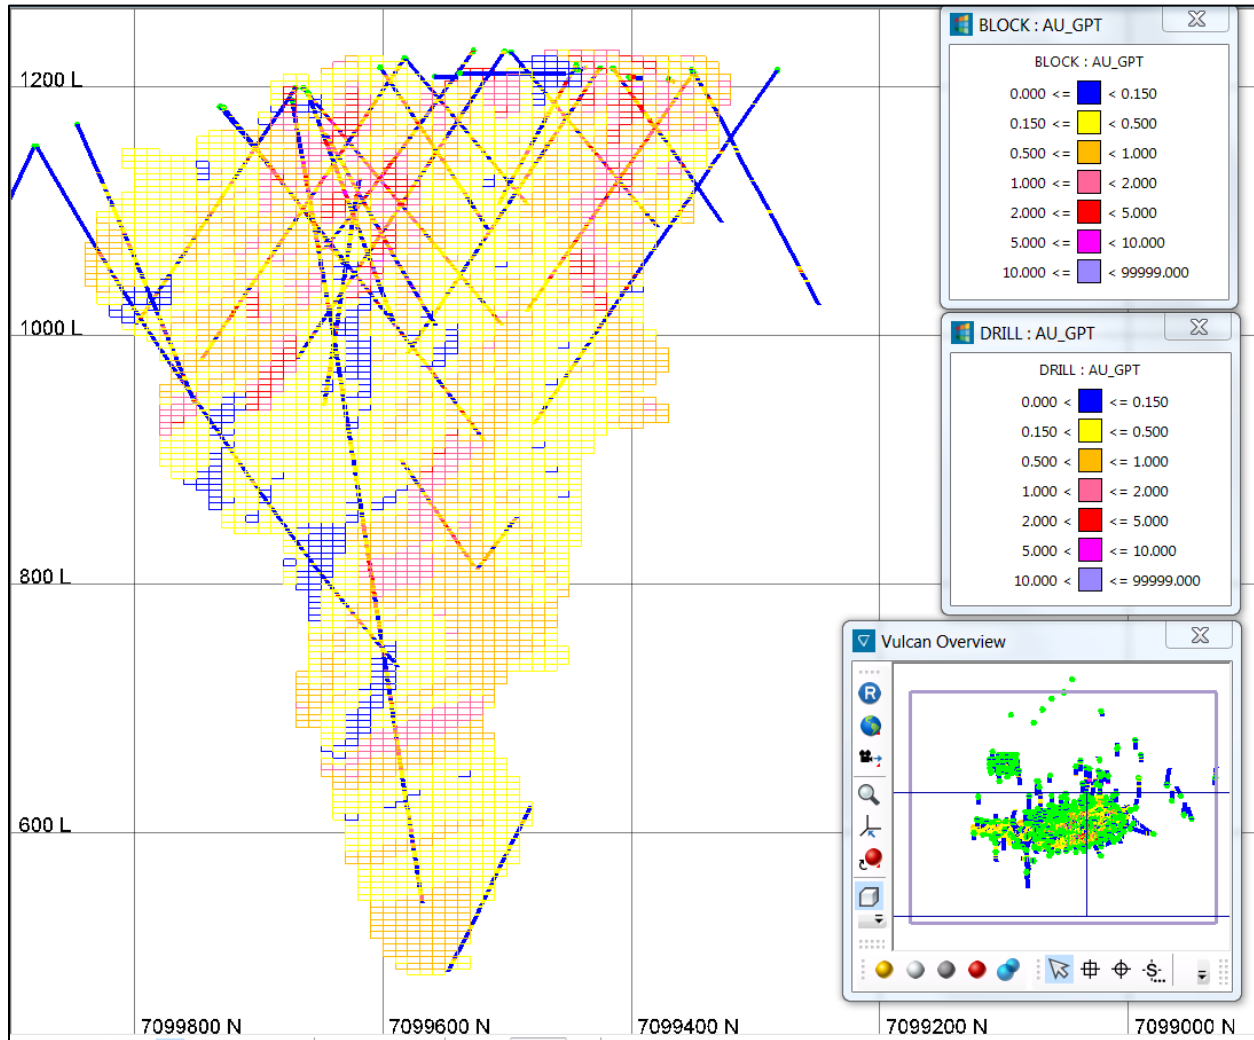 BLOCK : AU_GPT
BLOCK : AU_GPT
0.000 <= < 0.150
0.150 <= < 0.500
0.500 <= < 1.000
1.000 <= < 2.000
2.000 <= < 5.000
5.000 <= < 10.000
10.000 <= < 99999.000
DRILL : AU_GPT
DRILL : AU_GPT
0.000 < <= 0.150
0.150 < <= 0.500
0.500 < <= 1.000
1.000 < <= 2.000
2.000 < <= 5.000
5.000 < <= 10.000
10.000 < <= 99999.000
Vulcan Overview
R
S
1200 L
1000 L
800 L
600 L
7099800 N
7099600 N
7099400 N
7099200 N
7099000 N